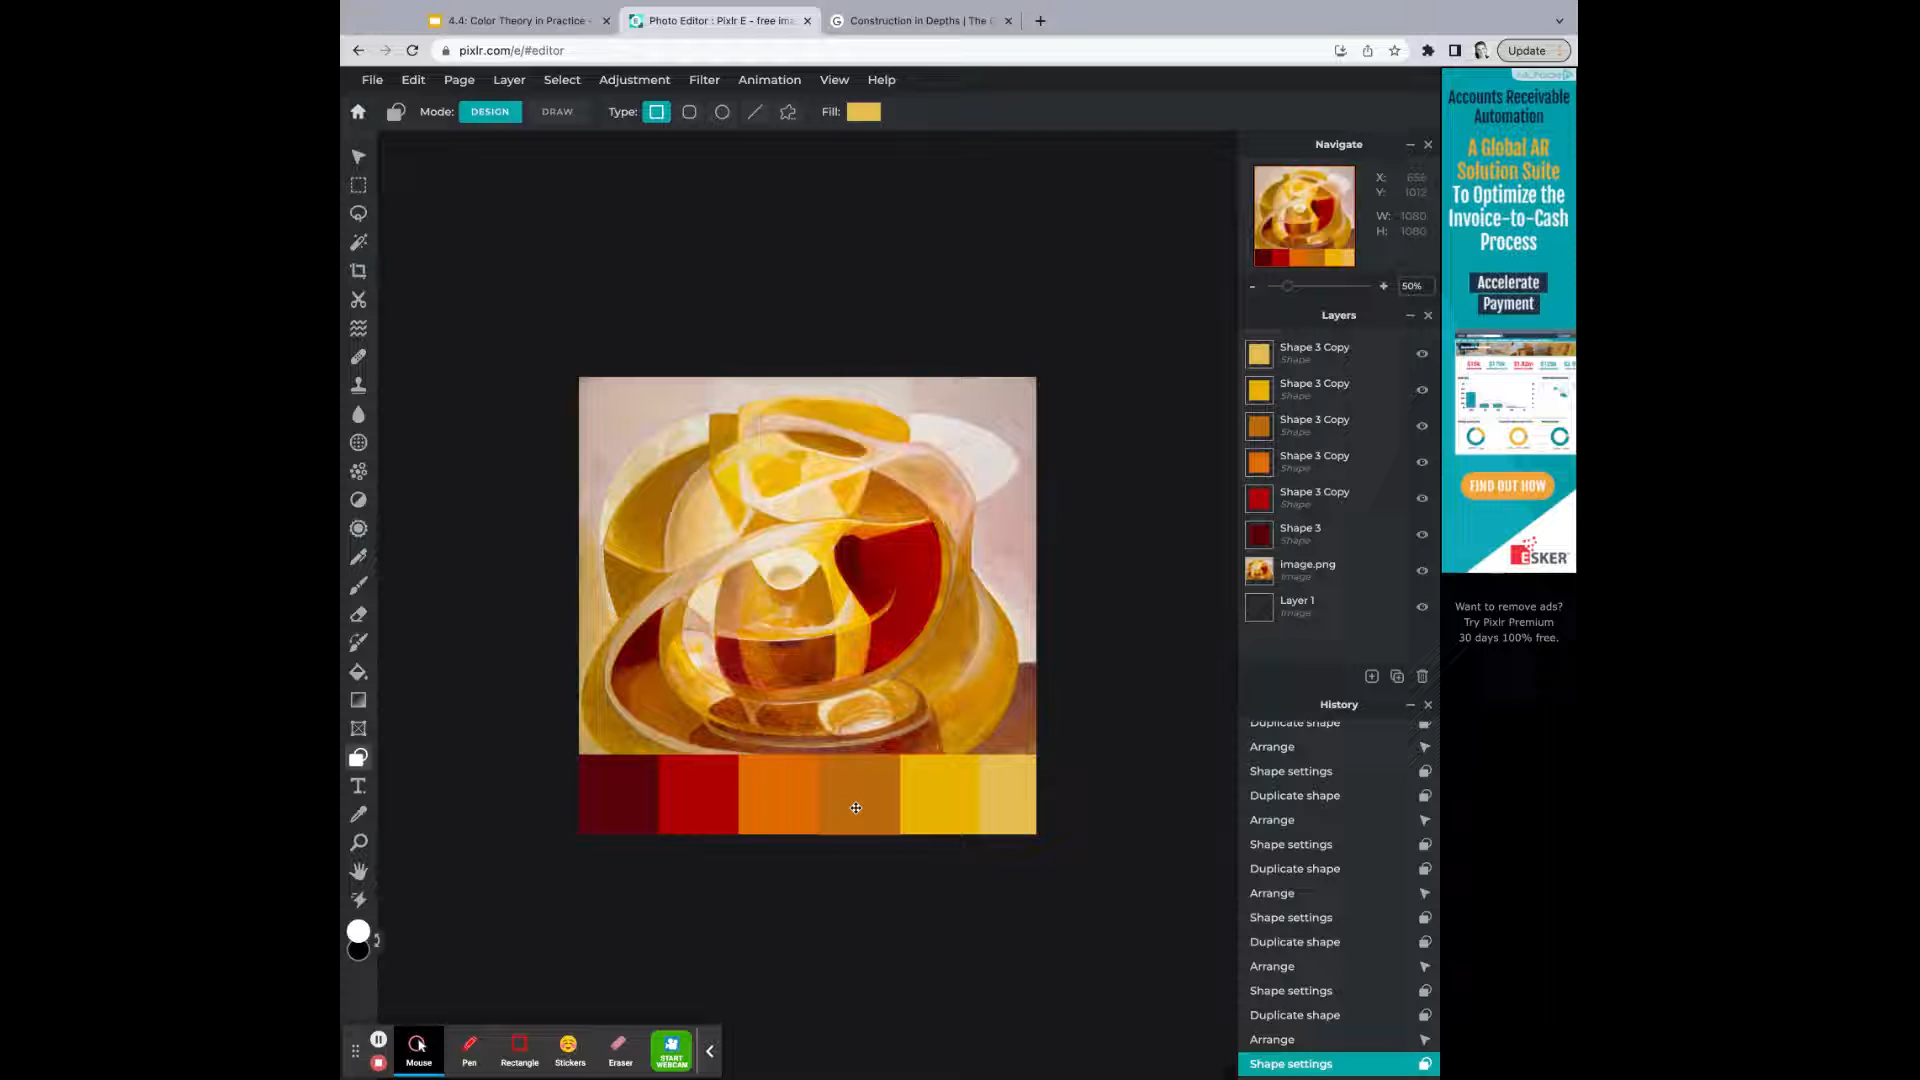 4.4: Color Theory in Practice -
Photo Editor : Pixlr E - free ima
Construction in Depths | The G
pixlr.com/e/#editor
Update
File Edit Page Layer Select Adjustment Filter Animation View Help
Mode: DESIGN DRAW Type: Fill:
Navigate
X: 658
Y: 1012
W: 1080
H: 1080
50%
Layers
Shape 3 Copy
Shape
Shape 3 Copy
Shape
Shape 3 Copy
Shape
Shape 3 Copy
Shape
Shape 3 Copy
Shape
Shape 3
Shape
image.png
Image
Layer 1
Image
History
Duplicate shape
Arrange
Shape settings
Duplicate shape
Arrange
Shape settings
Duplicate shape
Arrange
Shape settings
Duplicate shape
Arrange
Shape settings
Duplicate shape
Arrange
Shape settings
Accounts Receivable
Automation
A Global AR
Solution Suite
To Optimize the
Invoice-to-Cash
Process
Accelerate
Payment
FIND OUT HOW
ESKER
Want to remove ads?
Try Pixlr Premium
30 days 100% free.
Mouse
Pen
Rectangle
Stickers
Eraser
START
WEBCAM